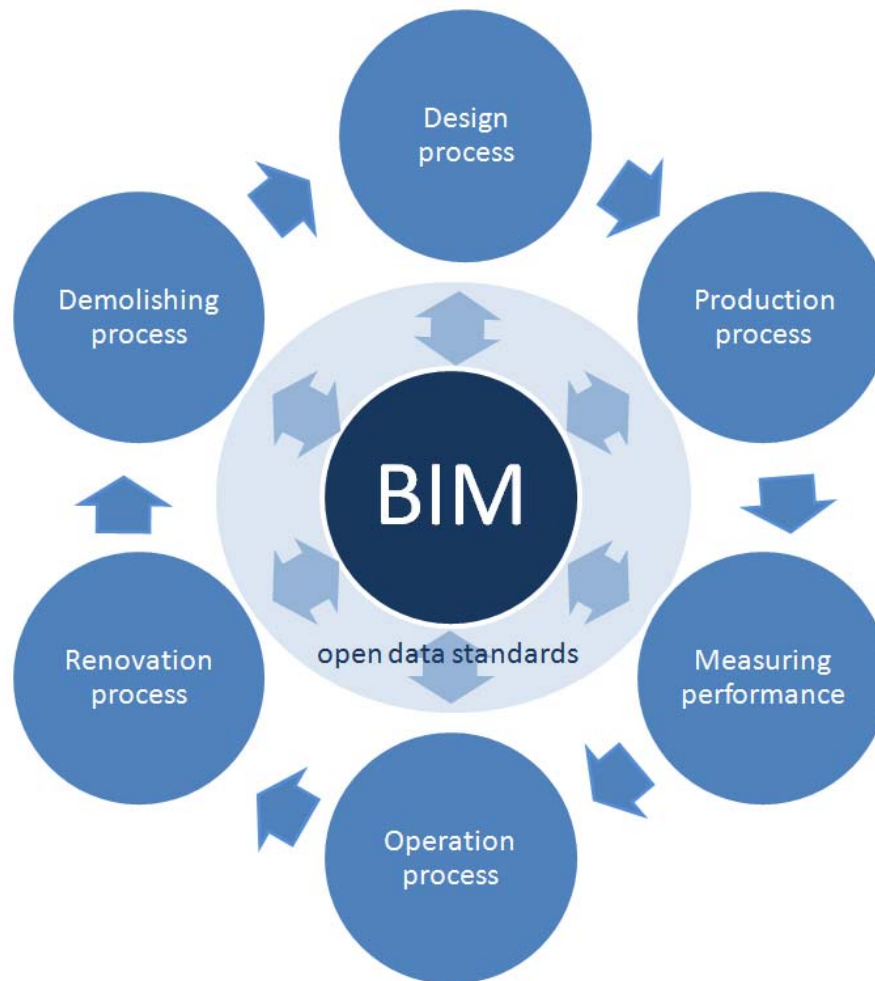 Design
process
Demolishing
process
Production
process
BIM
open data standards
Renovation
process
Measuring
performance
Operation
process